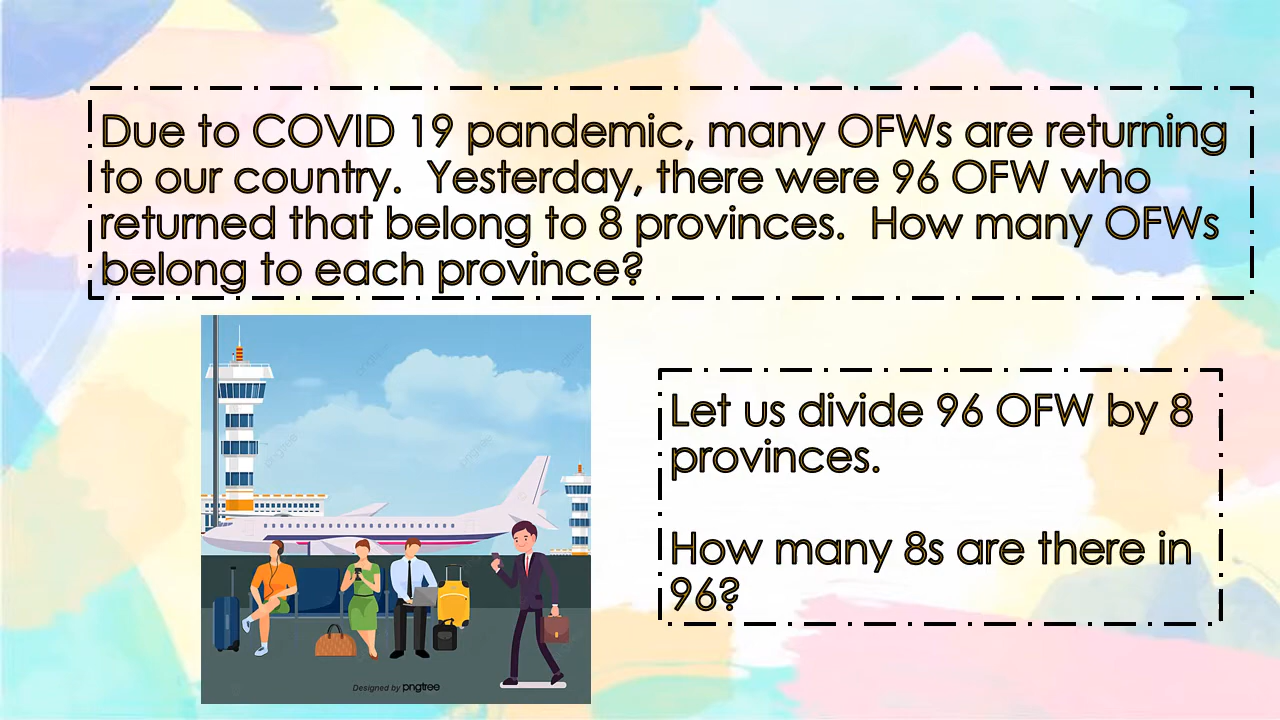 Due to COVID 19 pandemic, many OFWs are returning
to our country.  Yesterday, there were 96 OFW who
returned that belong to 8 provinces.  How many OFWs
belong to each province?
Let us divide 96 OFW by 8
provinces.
How many 8s are there in
96?
Designed by pngtree